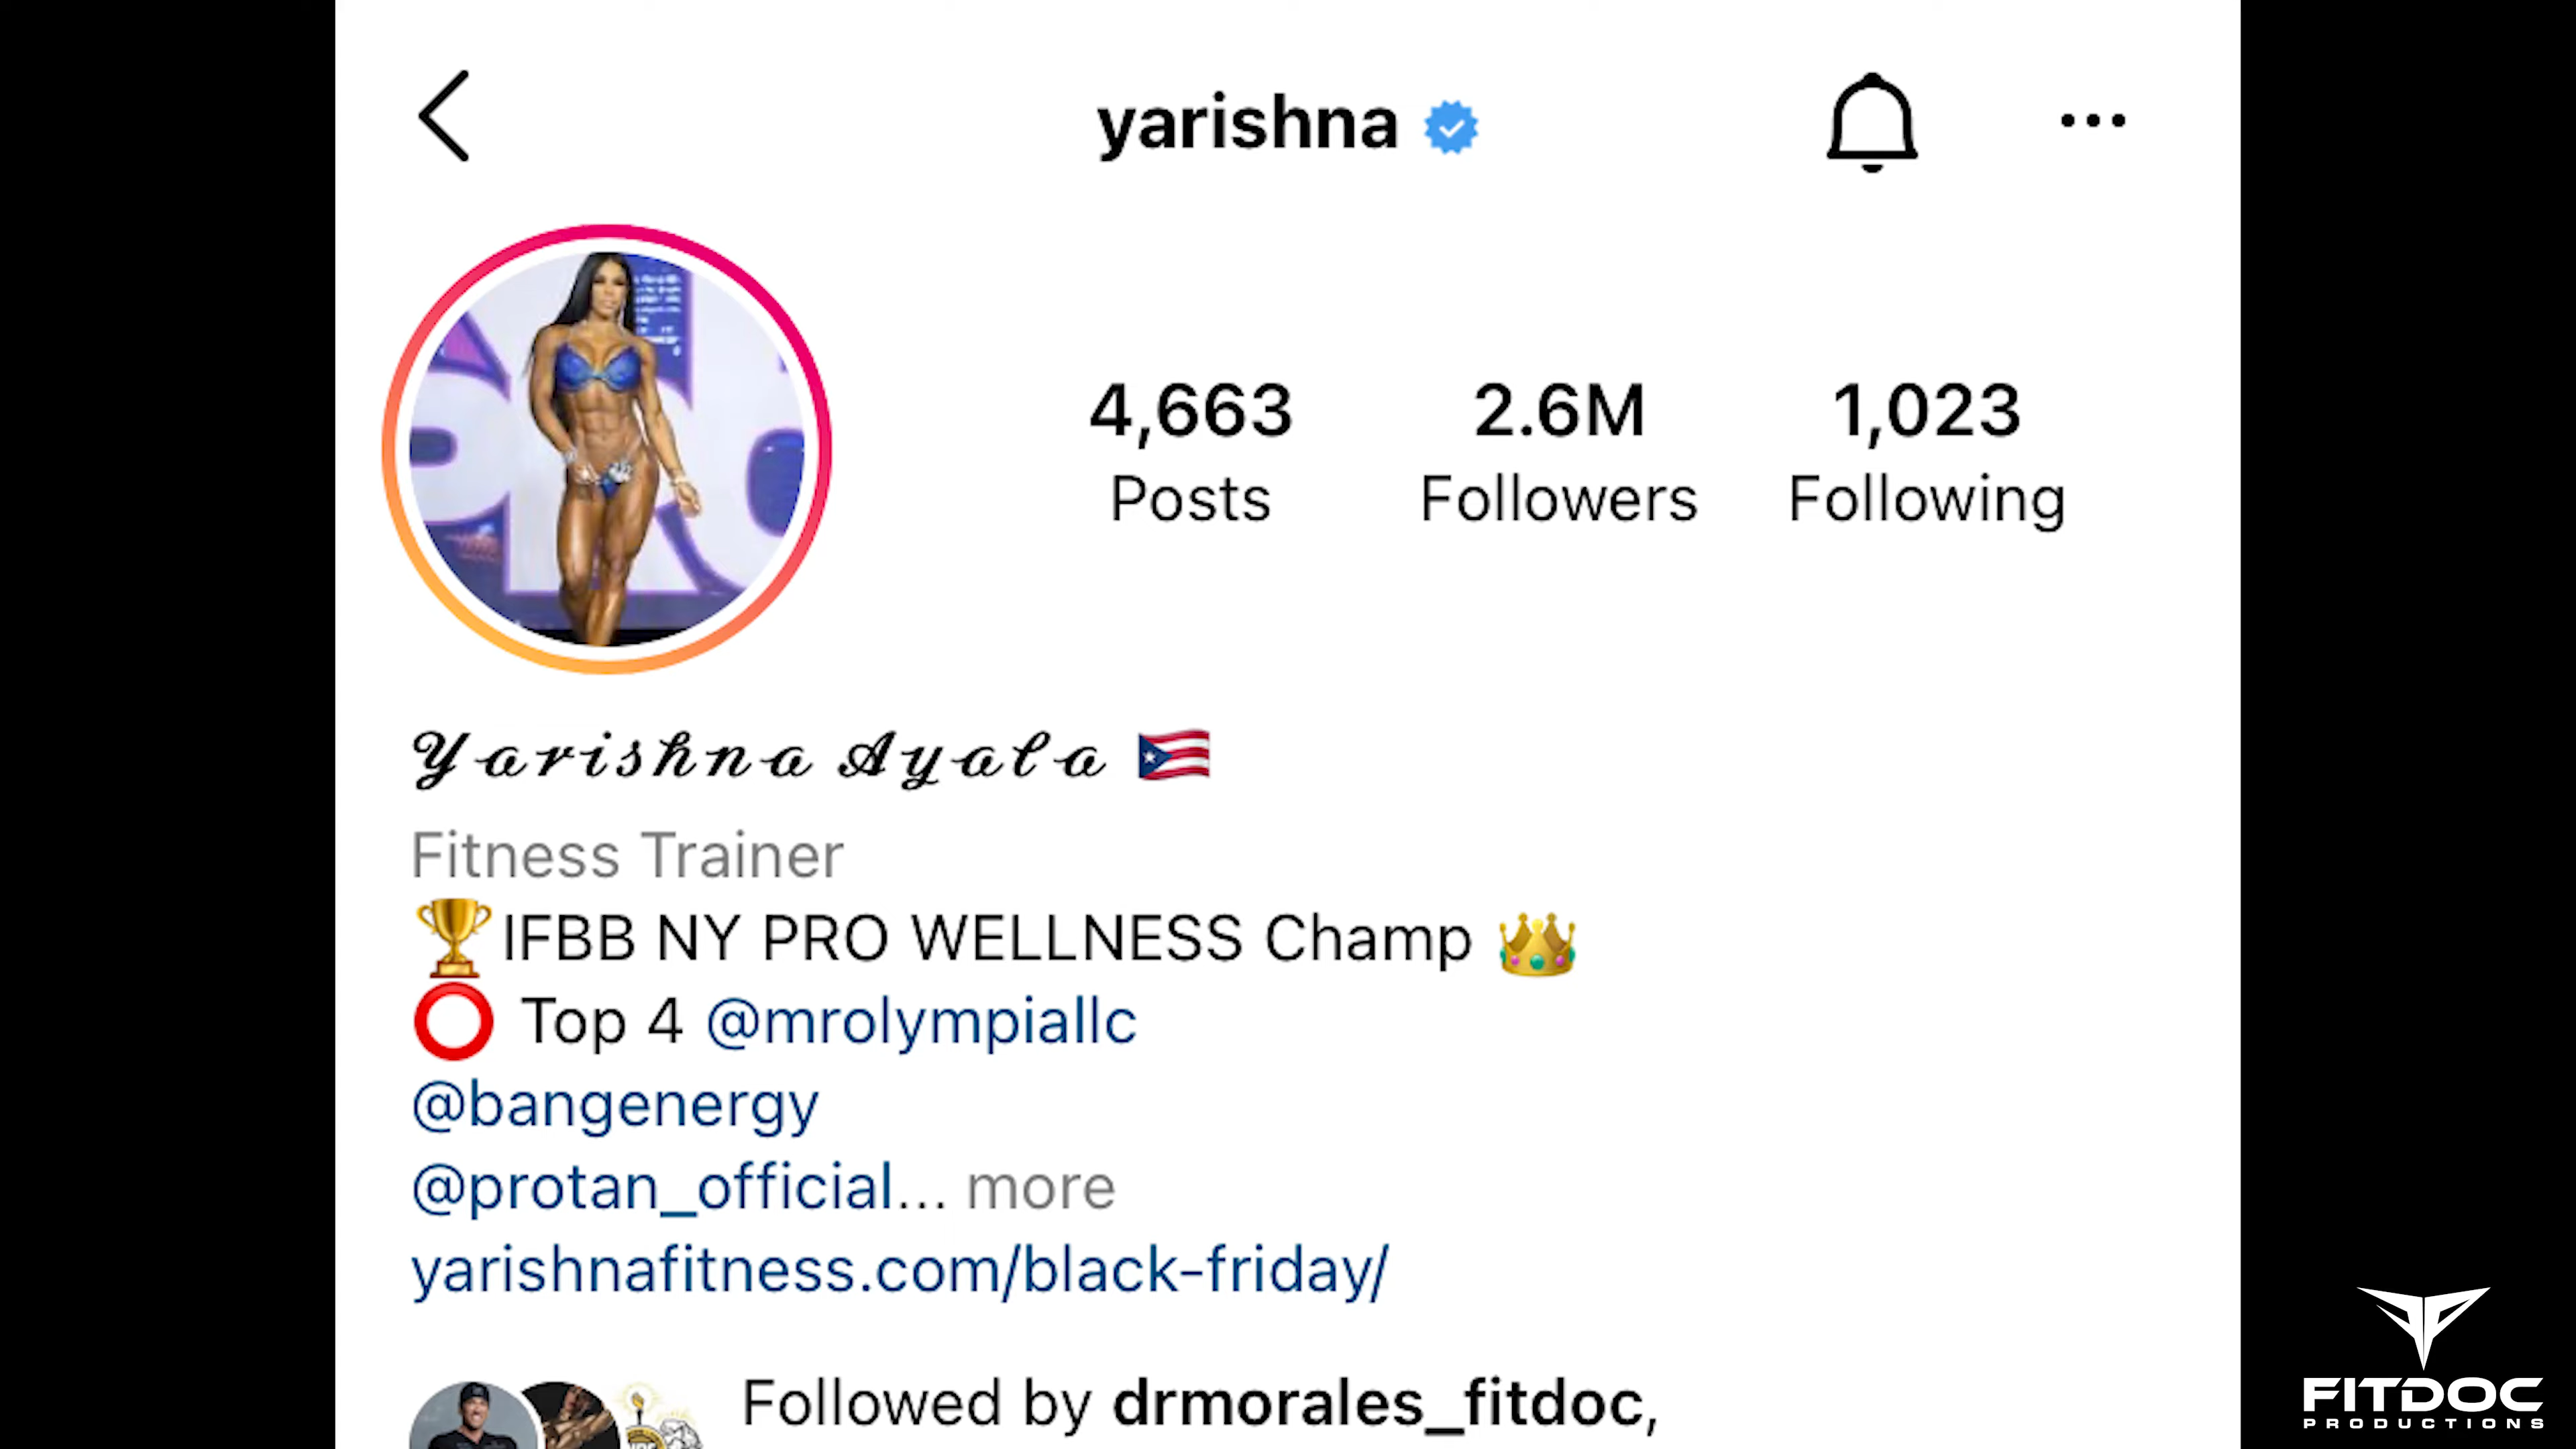 yarishna
4,663 2.6M 1,023
Posts Followers Following
𝒴𝒶𝓇𝒾𝓈𝒽𝓃𝒶 𝒜𝓎𝒶𝓁𝒶 🇵🇷
Fitness Trainer
🏆IFBB NY PRO WELLNESS Champ 👑
⭕ Top 4 @mrolympiallc
@bangenergy
@protan_official... more
yarishnafitness.com/black-friday/
Followed by drmorales_fitdoc,
FITDOC
PRODUCTIONS